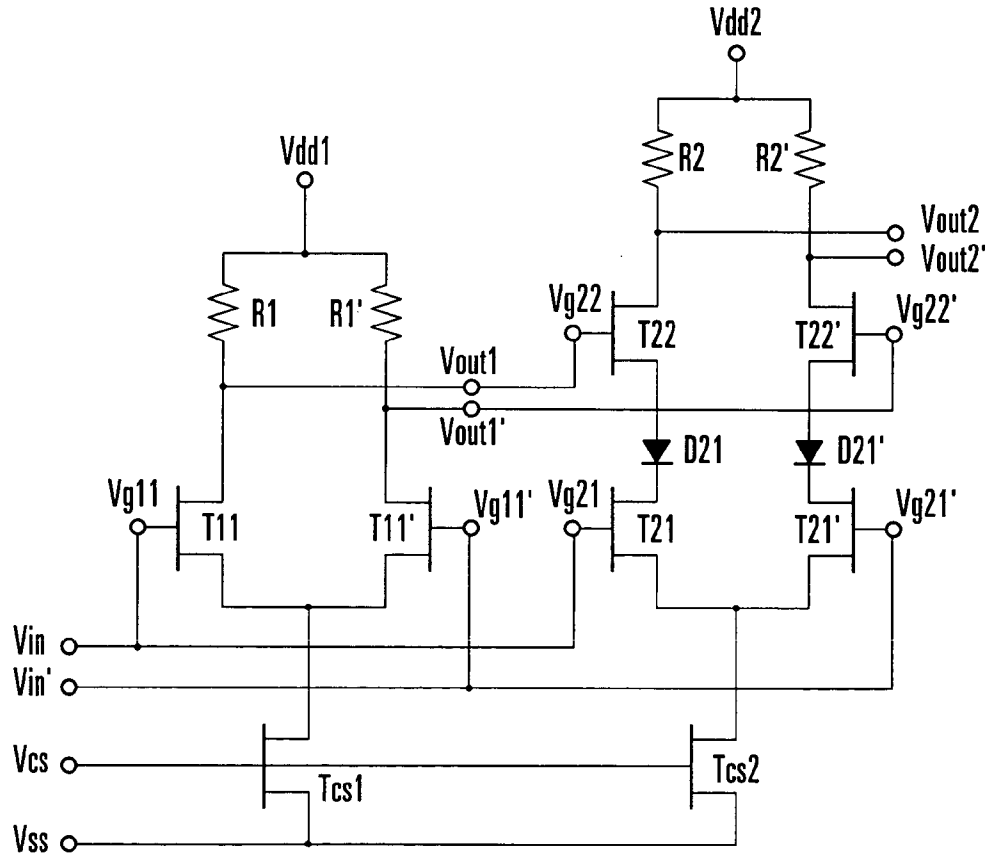 Vdd2
R2
R2'
Vdd1
Vout2
Vout2'
R1
R1'
Vg22
T22
T22'
Vg22'
Vout1
Vout1'
D21
D21'
Vg11
T11
T11'
Vg11'
Vg21
T21
T21'
Vg21'
Vin
Vin'
Vcs
Tcs1
Tcs2
Vss